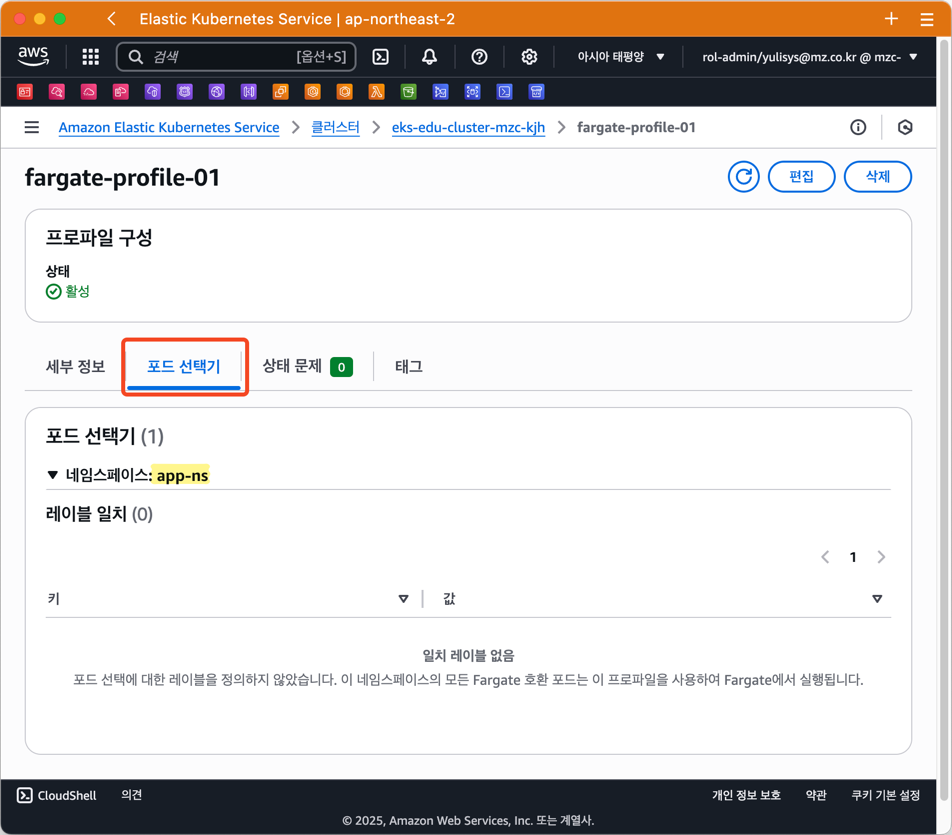 Elastic Kubernetes Service | ap-northeast-2
aws
검색 [옵션+S]
아시아 태평양
rol-admin/yulisys@mz.co.kr @ mzc-
Amazon Elastic Kubernetes Service > 클러스터 > eks-edu-cluster-mzc-kjh > fargate-profile-01
fargate-profile-01
편집
삭제
프로파일 구성
상태
활성
세부 정보
포드 선택기
상태 문제 0
태그
포드 선택기 (1)
네임스페이스: app-ns
레이블 일치 (0)
1
키
값
일치 레이블 없음
포드 선택에 대한 레이블을 정의하지 않았습니다. 이 네임스페이스의 모든 Fargate 호환 포드는 이 프로파일을 사용하여 Fargate에서 실행됩니다.
CloudShell
의견
개인 정보 보호
약관
쿠키 기본 설정
© 2025, Amazon Web Services, Inc. 또는 계열사.